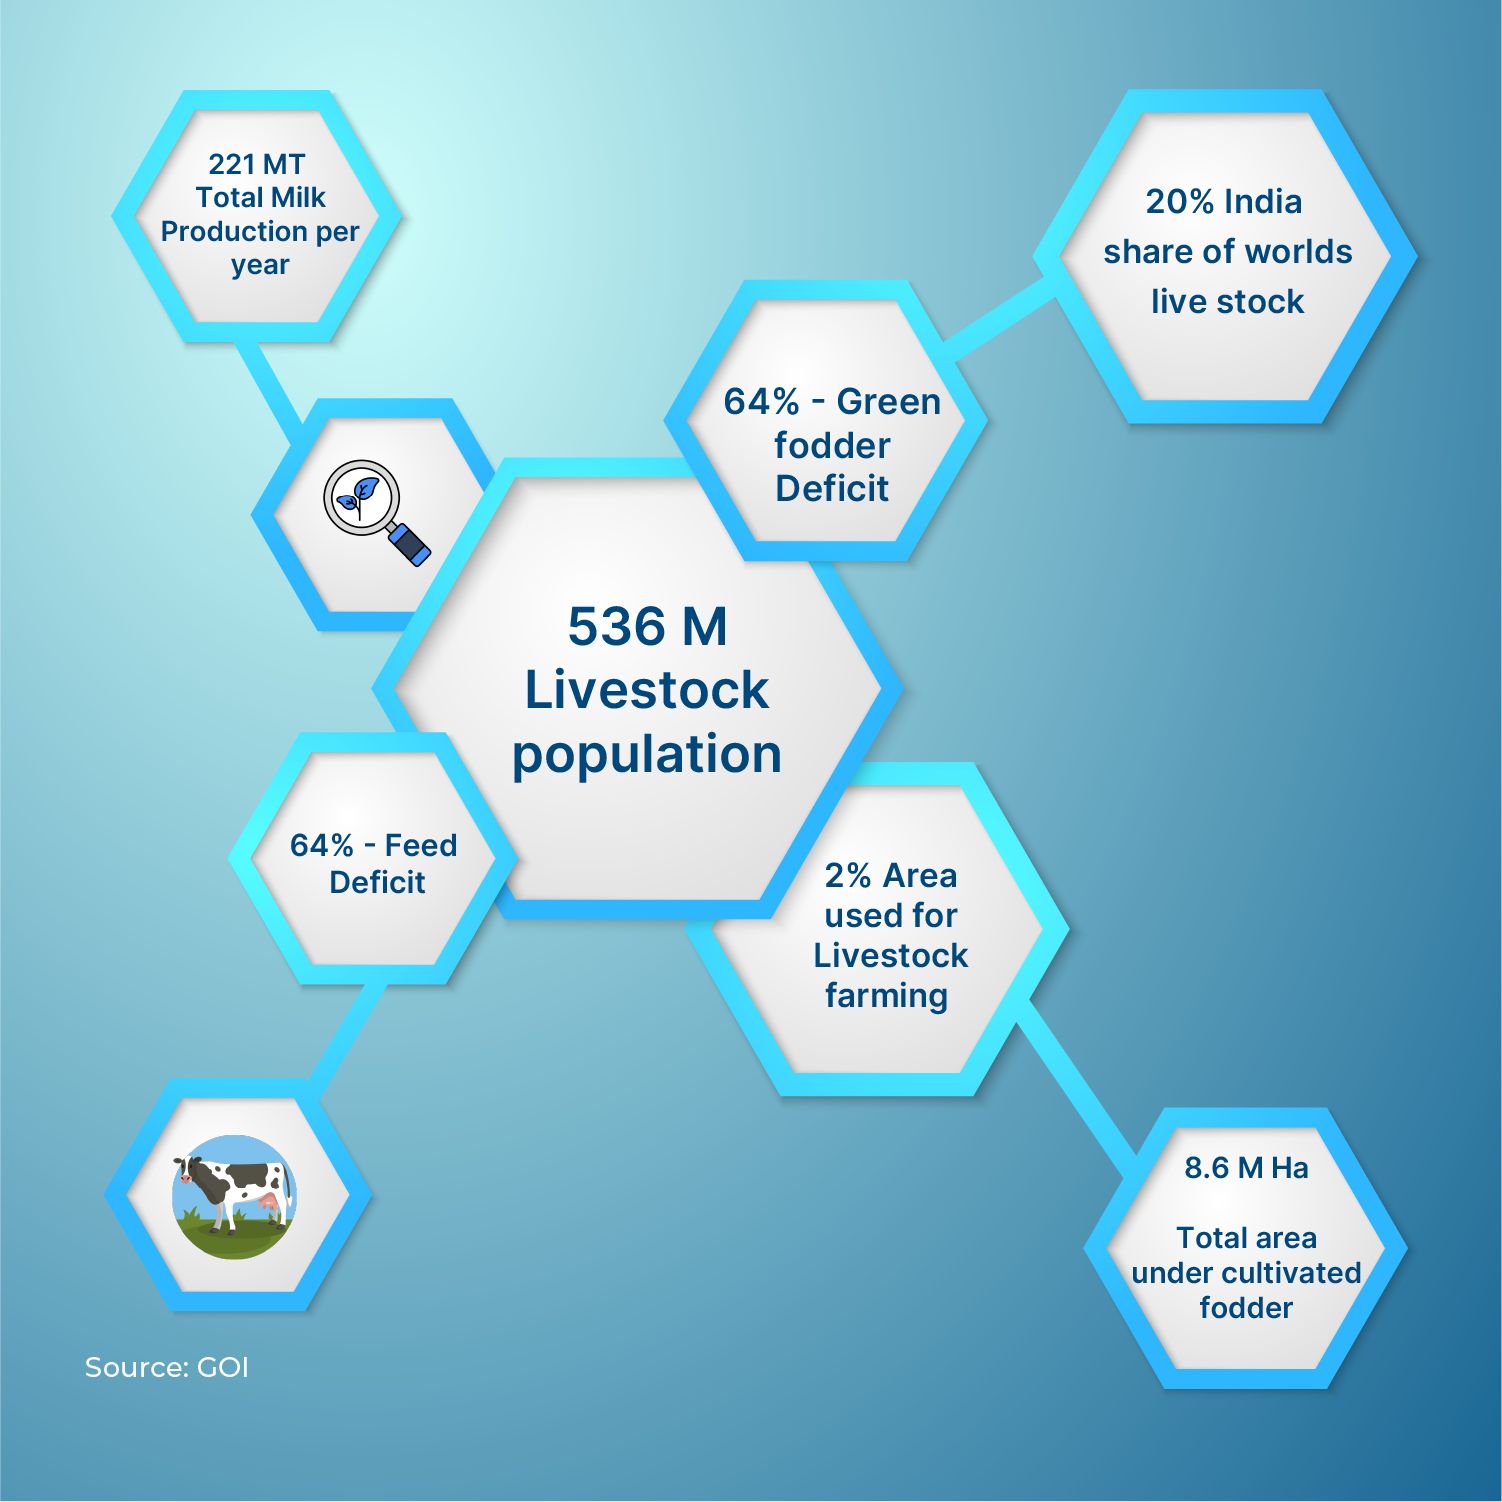 221 MT
Total Milk
Production per
year
20% India
share of worlds
live stock
64% - Green
fodder
Deficit
536 M
Livestock
population
64% - Feed
Deficit
2% Area
used for
Livestock
farming
8.6 M Ha
Total area
under cultivated
fodder
Source: GOI